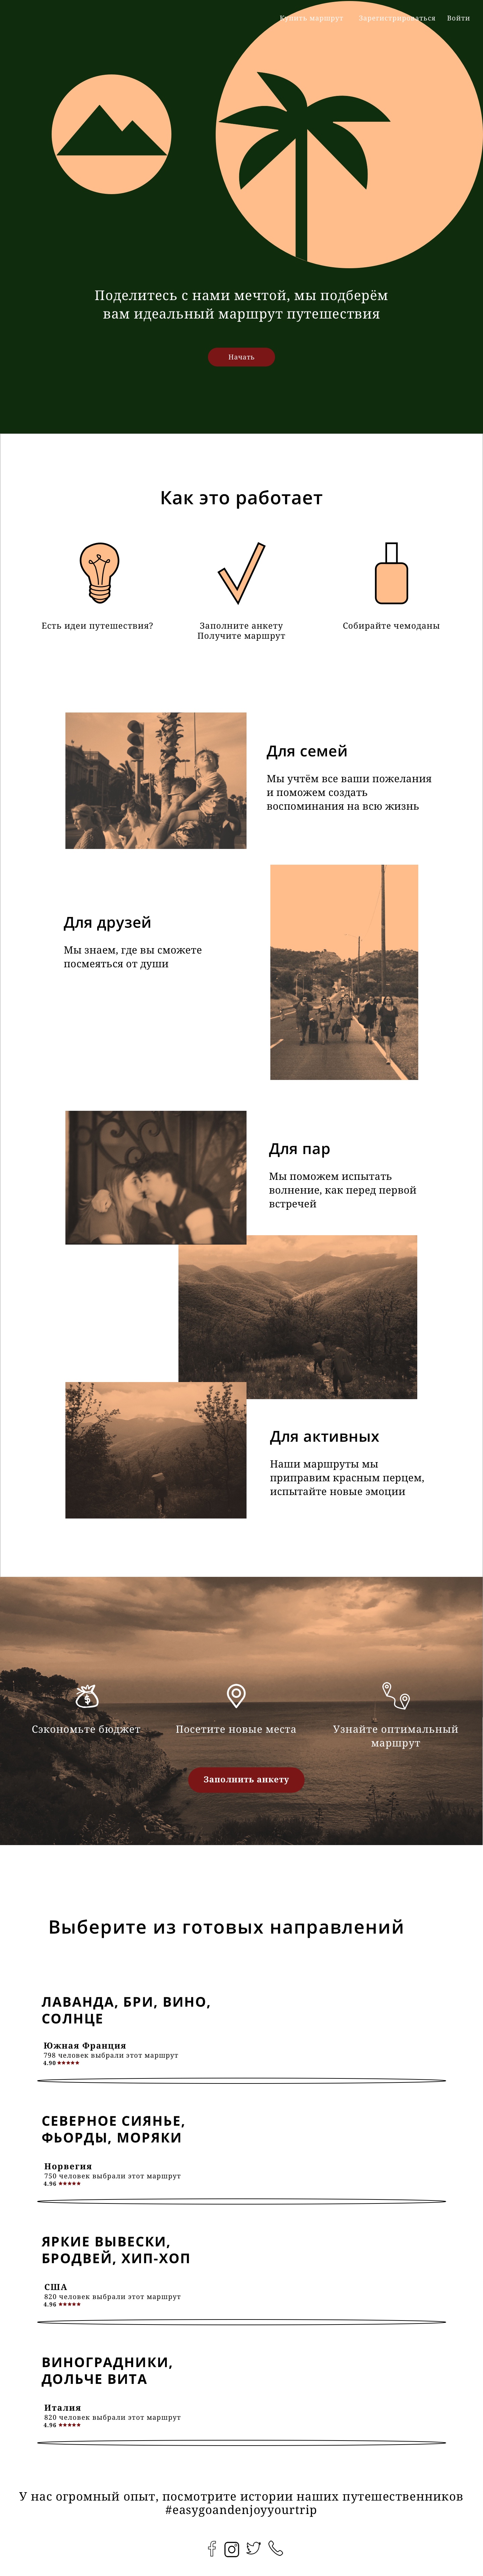 Купить маршрут Зарегистрироваться Войти
Поделитесь с нами мечтой, мы подберём
вам идеальный маршрут путешествия
Начать
Как это работает
Есть идеи путешествия?
Заполните анкету
Получите маршрут
Собирайте чемоданы
Для семей
Мы учтём все ваши пожелания
и поможем создать
воспоминания на всю жизнь
Для друзей
Мы знаем, где вы сможете
посмеяться от души
Для пар
Мы поможем испытать
волнение, как перед первой
встречей
Для активных
Наши маршруты мы
приправим красным перцем,
испытайте новые эмоции
Сэкономьте бюджет
Посетите новые места
Узнайте оптимальный
маршрут
Заполнить анкету
Выберите из готовых направлений
ЛАВАНДА, БРИ, ВИНО,
СОЛНЦЕ
Южная Франция
798 человек выбрали этот маршрут
4.90 ★★★★★
СЕВЕРНОЕ СИЯНЬЕ,
ФЬОРДЫ, МОРЯКИ
Норвегия
750 человек выбрали этот маршрут
4.96 ★★★★★
ЯРКИЕ ВЫВЕСКИ,
БРОДВЕЙ, ХИП-ХОП
США
820 человек выбрали этот маршрут
4.96 ★★★★★
ВИНОГРАДНИКИ,
ДОЛЬЧЕ ВИТА
Италия
820 человек выбрали этот маршрут
4.96 ★★★★★
У нас огромный опыт, посмотрите истории наших путешественников
#easygoandenjoyyourtrip